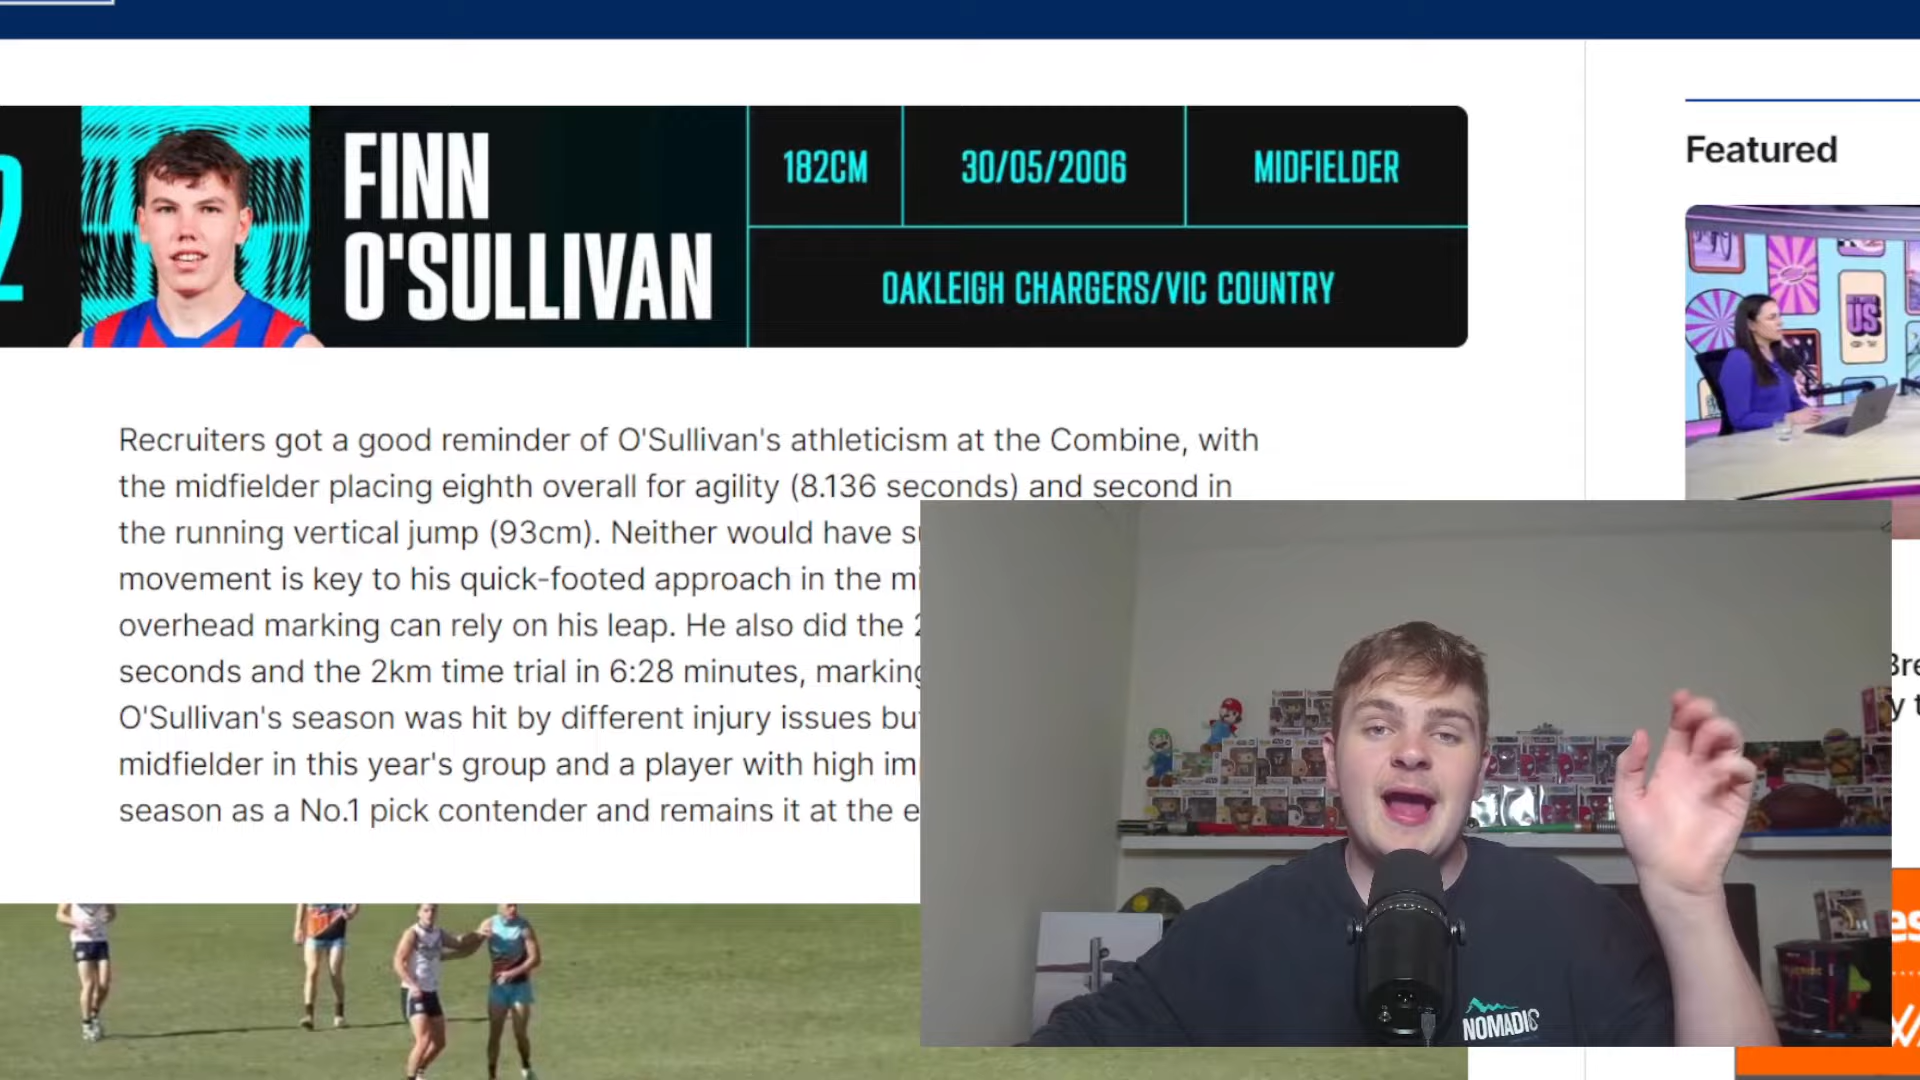 2
FINN
O'SULLIVAN
182CM
30/05/2006
MIDFIELDER
OAKLEIGH CHARGERS/VIC COUNTRY
Featured
US
Recruiters got a good reminder of O'Sullivan's athleticism at the Combine, with
the midfielder placing eighth overall for agility (8.136 seconds) and second in
the running vertical jump (93cm). Neither would have
movement is key to his quick-footed approach in the
overhead marking can rely on his leap. He also did the
seconds and the 2km time trial in 6:28 minutes, marking
O'Sullivan's season was hit by different injury issues
midfielder in this year's group and a player with high
season as a No.1 pick contender and remains it at the
NOMADIC